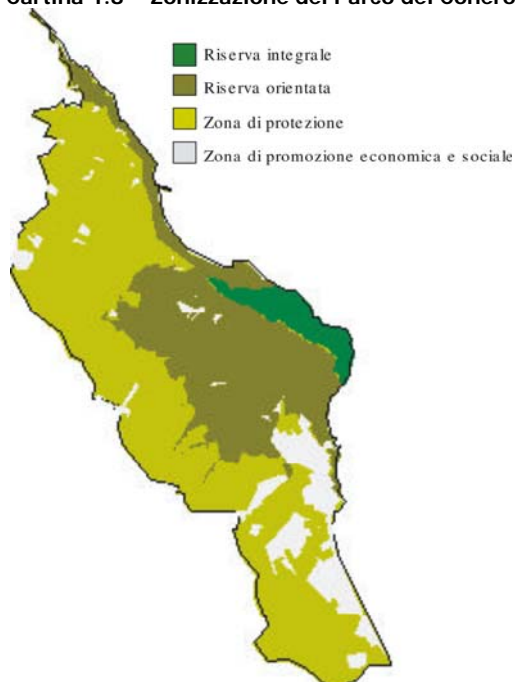 Cartina 1.3 – Zonizzazione del Parco del Conero
Riserva integrale
Riserva orientata
Zona di protezione
Zona di promozione economica e sociale